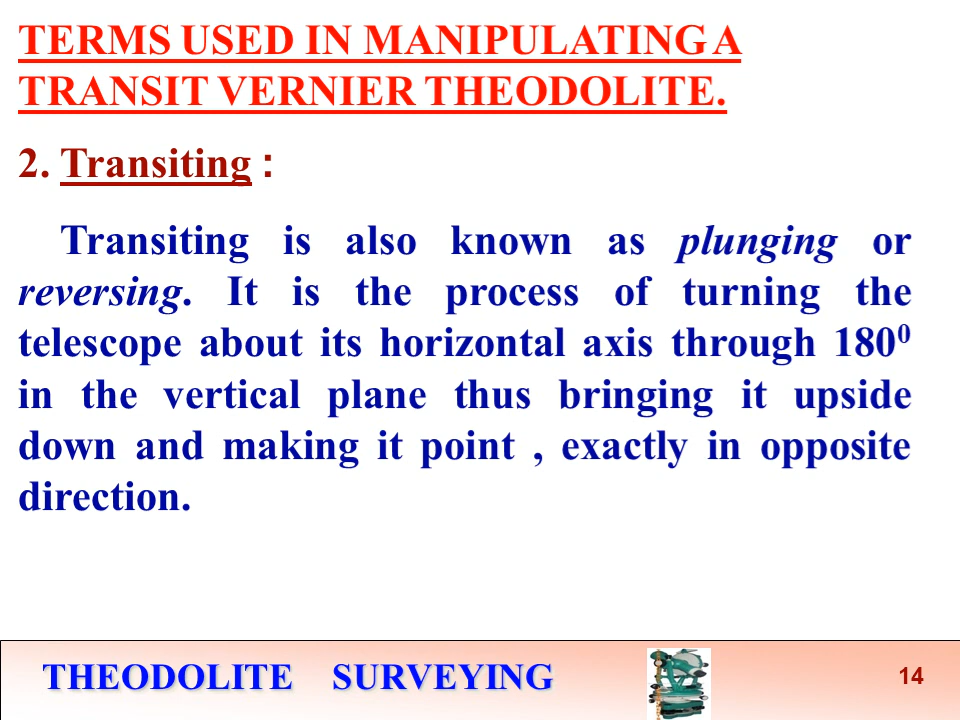 TERMS USED IN MANIPULATING A
TRANSIT VERNIER THEODOLITE.
2. Transiting :
Transiting is also known as plunging or
reversing. It is the process of turning the
telescope about its horizontal axis through 180⁰
in the vertical plane thus bringing it upside
down and making it point , exactly in opposite
direction.
THEODOLITE SURVEYING
14